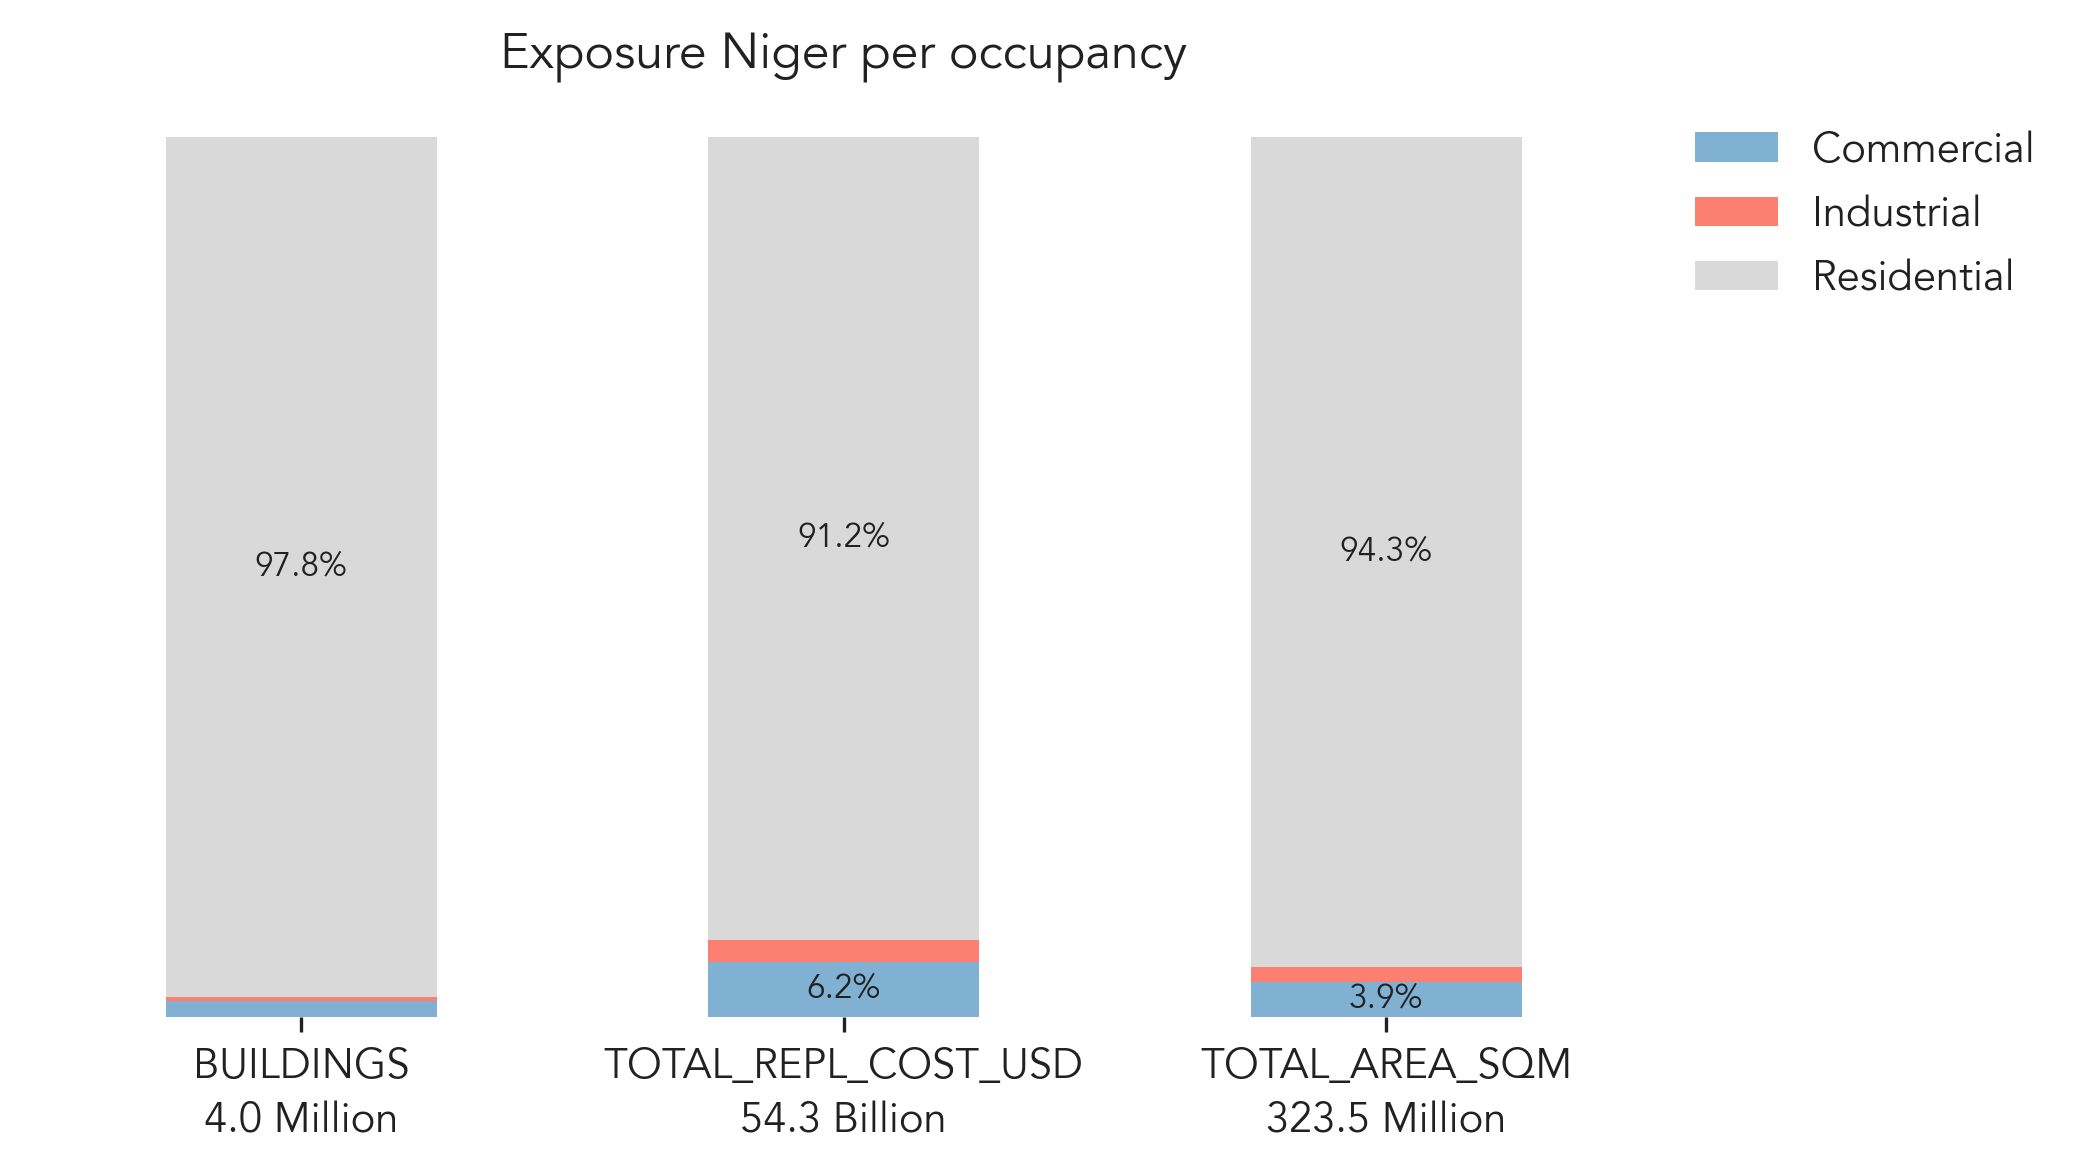 Exposure Niger per occupancy
Commercial
Industrial
Residential
97.8%
91.2%
94.3%
6.2%
3.9%
BUILDINGS
4.0 Million
TOTAL_REPL_COST_USD
54.3 Billion
TOTAL_AREA_SQM
323.5 Million